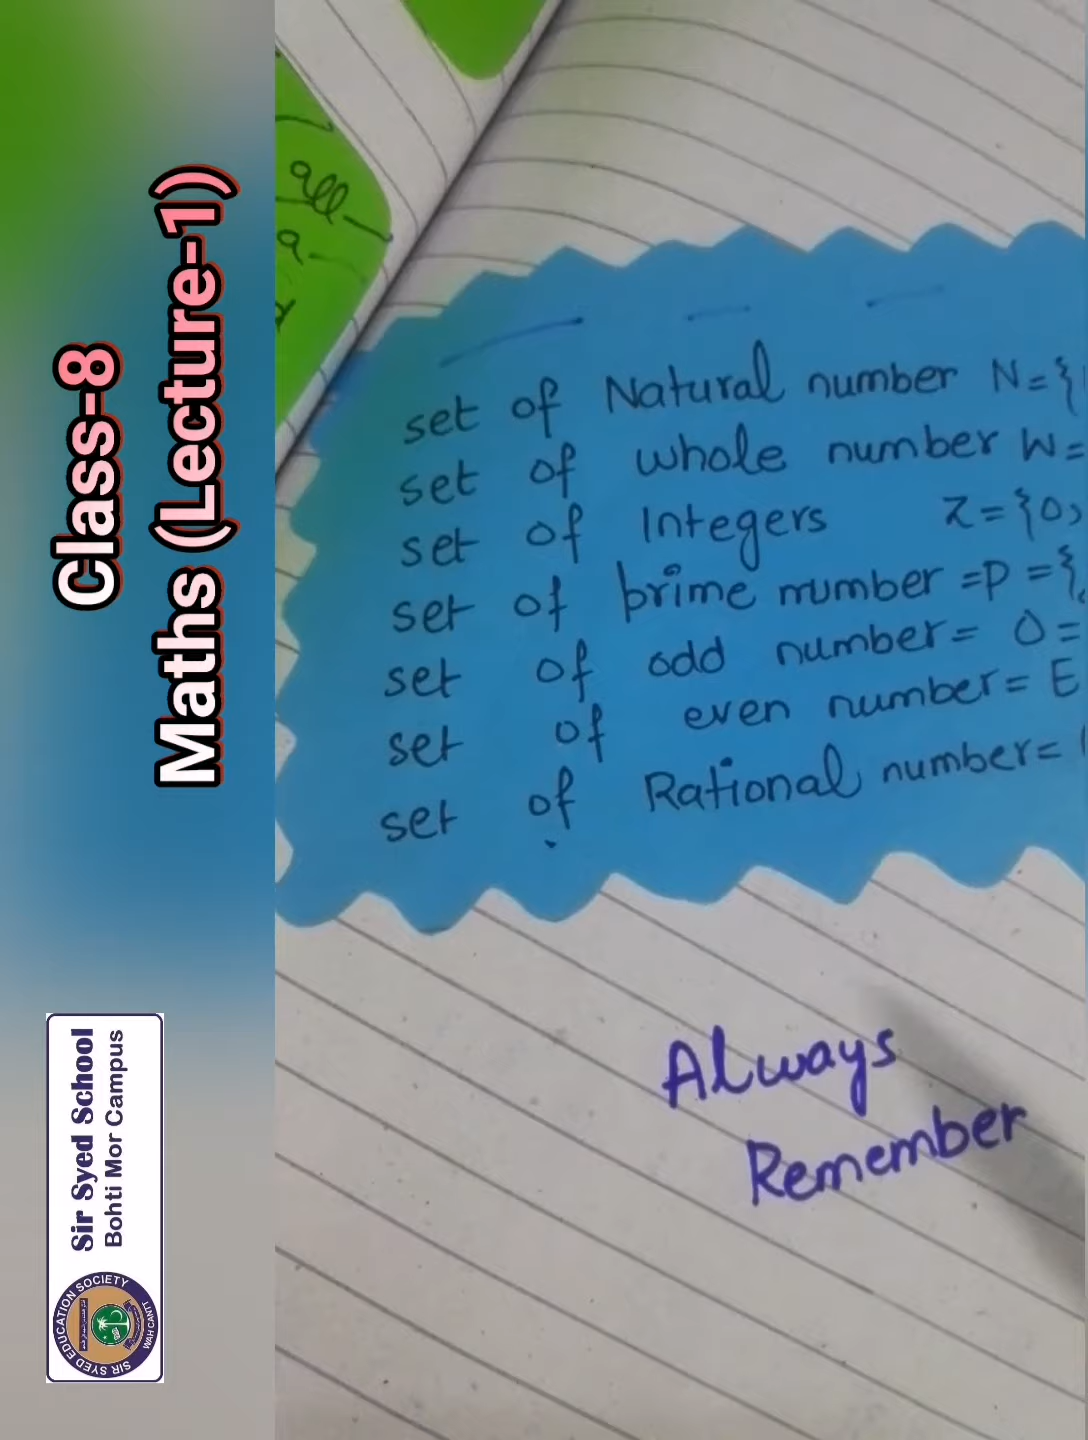 Class-8
Maths (Lecture-1)
Sir Syed School
Bohti Mor Campus
SIR SYED EDUCATION SOCIETY
WAH CANTT
all
a
set of Natural number N={
set of whole number W=
set of Integers Z={0,
set of prime number =P={
set of odd number= O=
set of even number= E
set of Rational number=
Always
Remember